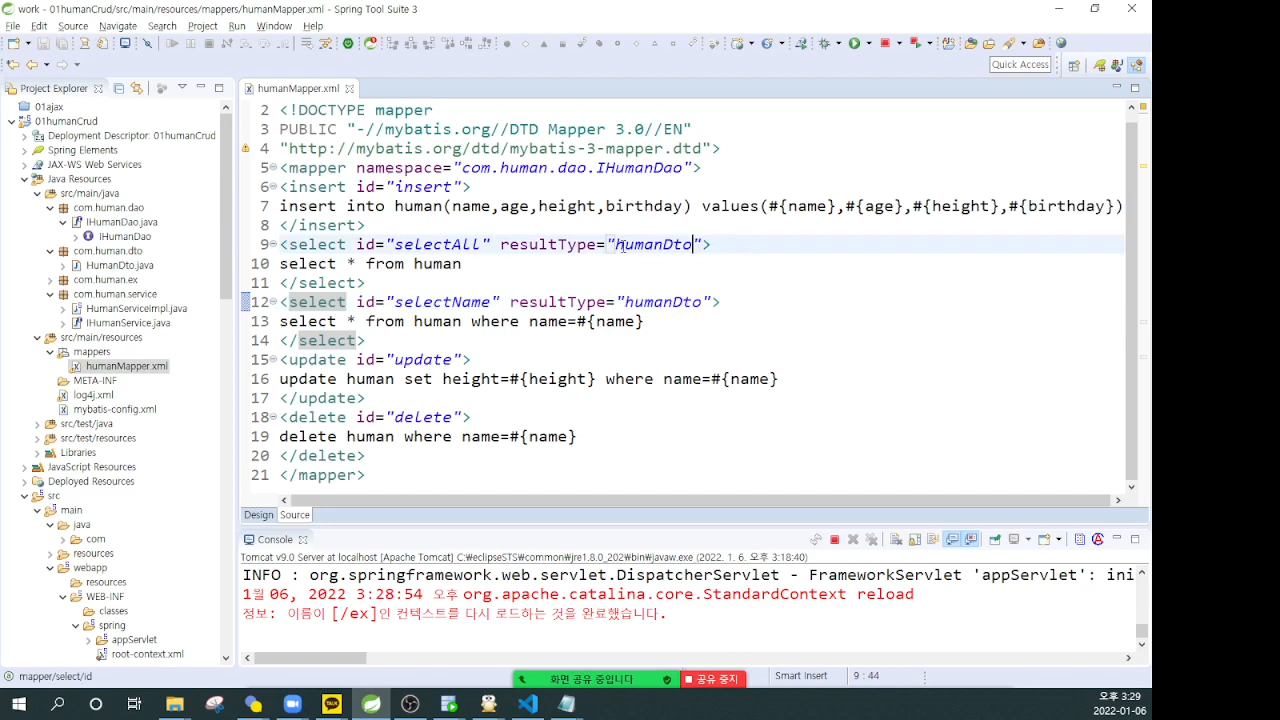 work - 01humanCrud/src/main/resources/mappers/humanMapper.xml - Spring Tool Suite 3
File Edit Source Navigate Search Project Run Window Help
Quick Access
Project Explorer
01ajax
01humanCrud
Deployment Descriptor: 01humanCrud
Spring Elements
JAX-WS Web Services
Java Resources
src/main/java
com.human.dao
IHumanDao.java
IHumanDao
com.human.dto
HumanDto.java
com.human.ex
com.human.service
HumanServiceImpl.java
IHumanService.java
src/main/resources
mappers
humanMapper.xml
META-INF
log4j.xml
mybatis-config.xml
src/test/java
src/test/resources
Libraries
JavaScript Resources
Deployed Resources
src
main
java
com
resources
webapp
resources
WEB-INF
classes
spring
appServlet
root-context.xml
humanMapper.xml
2 <!DOCTYPE mapper
3 PUBLIC "-//mybatis.org//DTD Mapper 3.0//EN"
4 "http://mybatis.org/dtd/mybatis-3-mapper.dtd">
5 <mapper namespace="com.human.dao.IHumanDao">
6 <insert id="insert">
7 insert into human(name,age,height,birthday) values(#{name},#{age},#{height},#{birthday})
8 </insert>
9 <select id="selectAll" resultType="humanDto">
10 select * from human
11 </select>
12 <select id="selectName" resultType="humanDto">
13 select * from human where name=#{name}
14 </select>
15 <update id="update">
16 update human set height=#{height} where name=#{name}
17 </update>
18 <delete id="delete">
19 delete human where name=#{name}
20 </delete>
21 </mapper>
Design Source
Console
Tomcat v9.0 Server at localhost [Apache Tomcat] C:\eclipseSTS\common\jre1.8.0_202\bin\javaw.exe (2022. 1. 6. 오후 3:18:40)
INFO : org.springframework.web.servlet.DispatcherServlet - FrameworkServlet 'appServlet': ini
1월 06, 2022 3:28:54 오후 org.apache.catalina.core.StandardContext reload
정보: 이름이 [/ex]인 컨텍스트를 다시 로드하는 것을 완료했습니다.
mapper/select/id
화면 공유 중입니다
공유 중지
Smart Insert
9 : 44
TALK
오후 3:29
2022-01-06